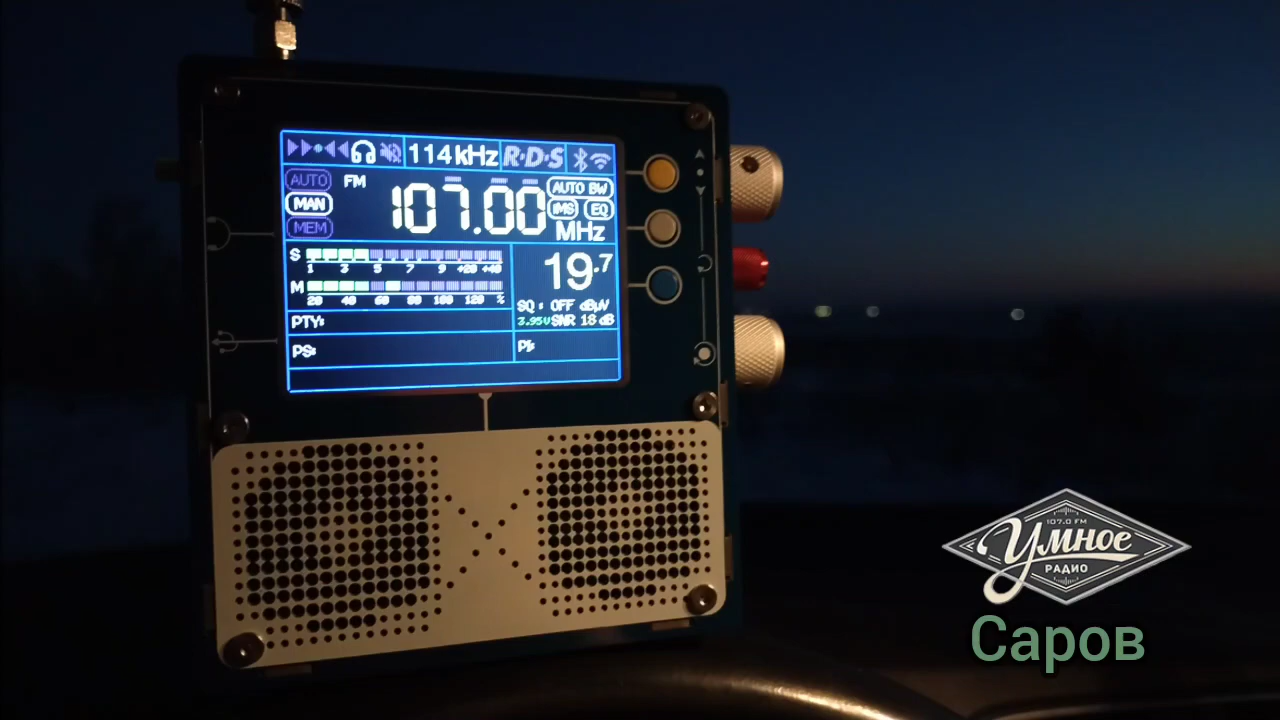 114 kHz R·D·S
AUTO FM AUTO BW
MAN 107.00 iMS EQ
MEM MHz
S
1 3 5 7 9 +20 +40
19.7
M
20 40 60 80 100 120 %
SQ : OFF dBµV
3.95V SNR 18 dB
PTY:
PS:
PI:
107.0 FM
Умное
РАДИО
Саров